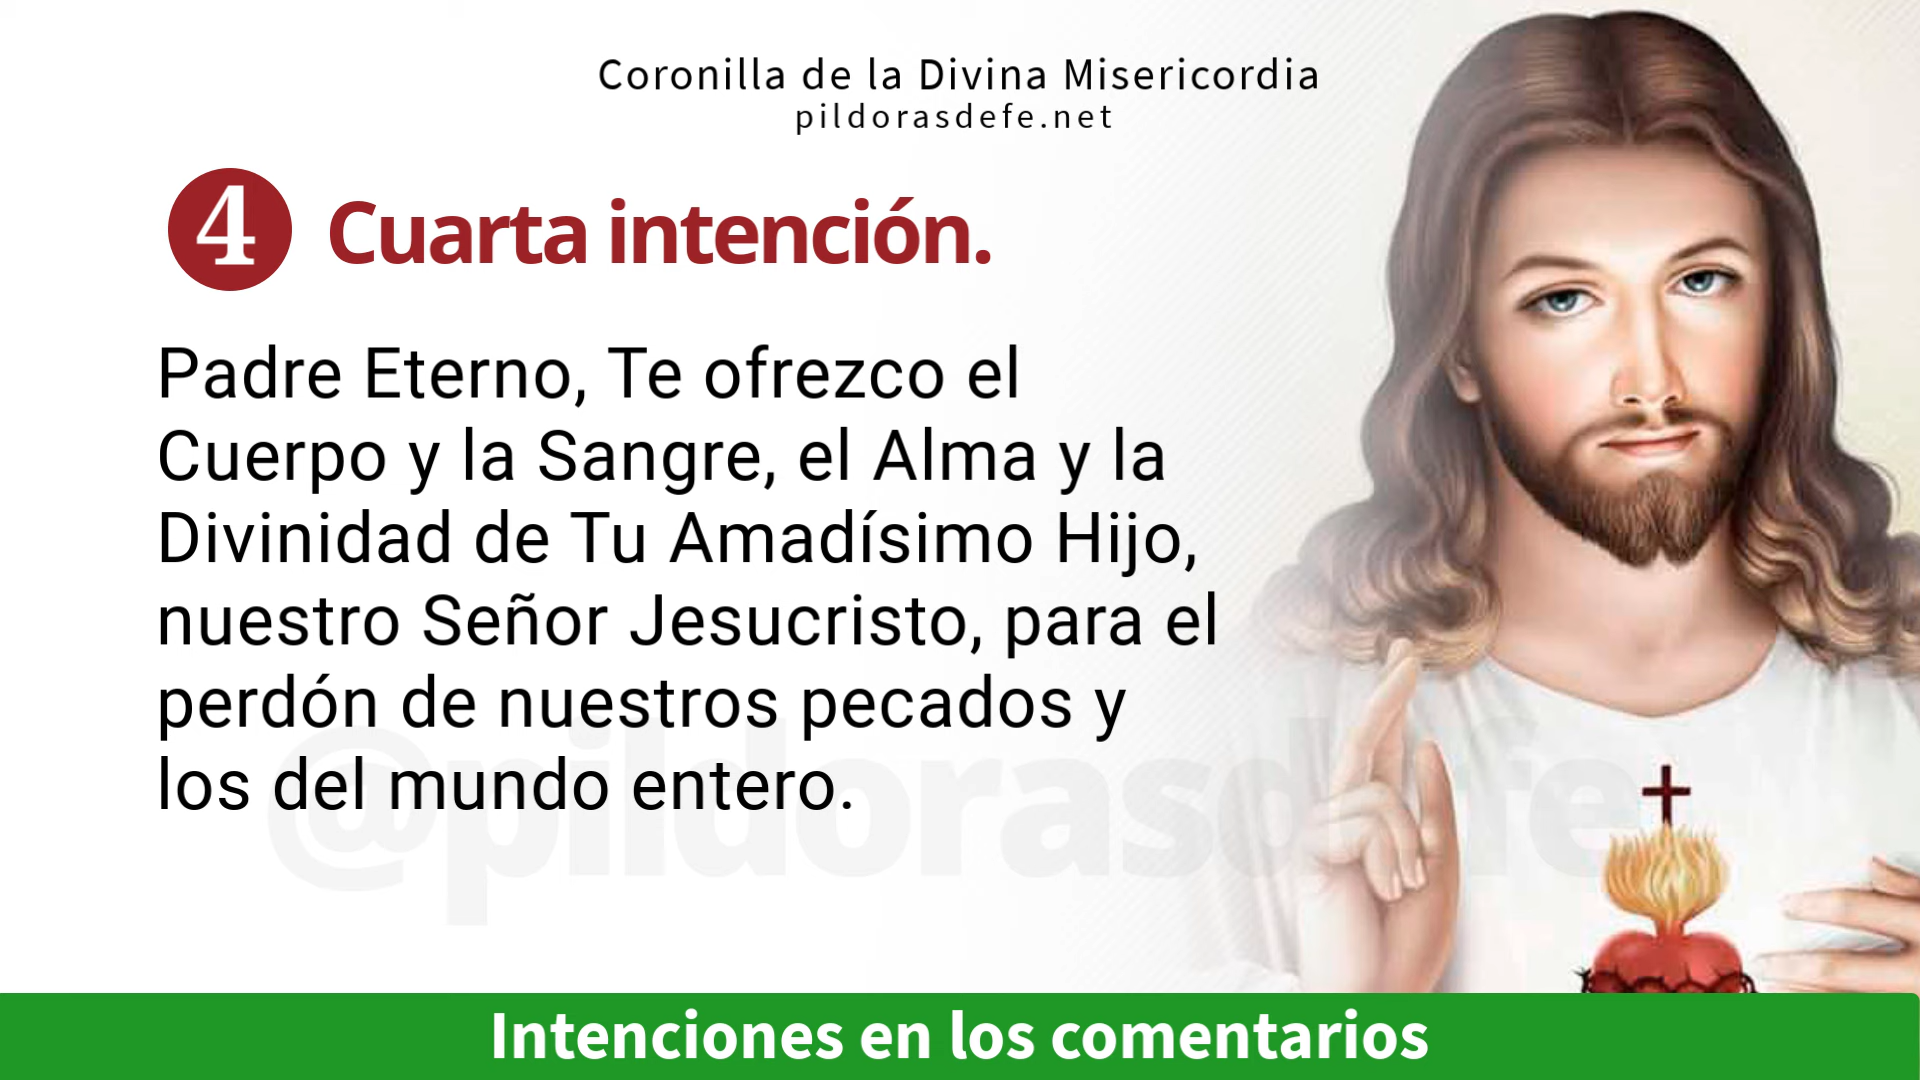 Coronilla de la Divina Misericordia
pildorasdefe.net
4 Cuarta intención.
Padre Eterno, Te ofrezco el
Cuerpo y la Sangre, el Alma y la
Divinidad de Tu Amadísimo Hijo,
nuestro Señor Jesucristo, para el
perdón de nuestros pecados y
los del mundo entero.
@pildorasdefe
Intenciones en los comentarios